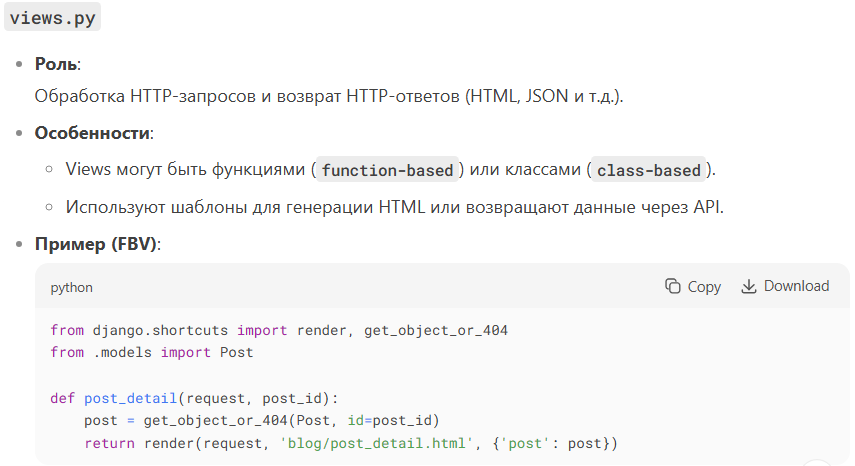 views.py
Роль:
Обработка HTTP-запросов и возврат HTTP-ответов (HTML, JSON и т.д.).
Особенности:
Views могут быть функциями (function-based) или классами (class-based).
Используют шаблоны для генерации HTML или возвращают данные через API.
Пример (FBV):
python Copy Download
from django.shortcuts import render, get_object_or_404
from .models import Post
def post_detail(request, post_id):
    post = get_object_or_404(Post, id=post_id)
    return render(request, 'blog/post_detail.html', {'post': post})